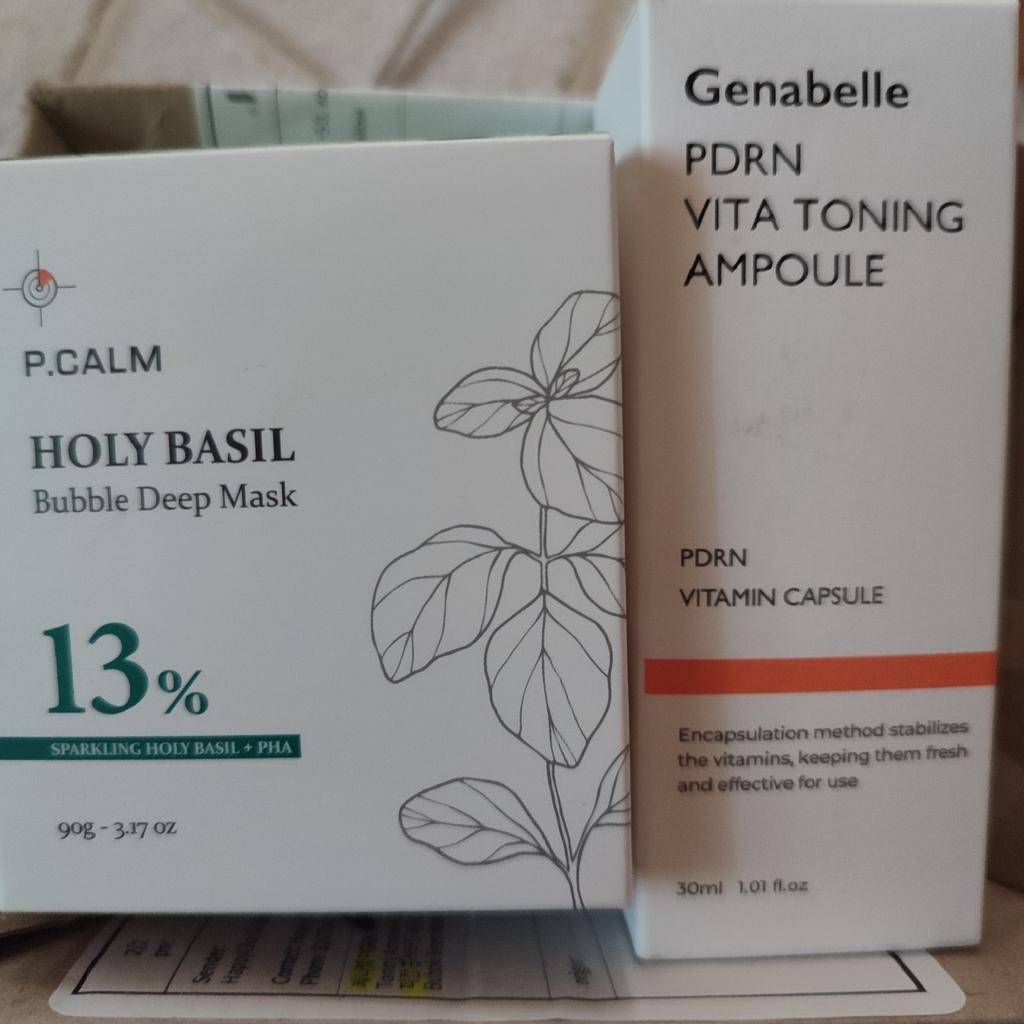 P.CALM
HOLY BASIL
Bubble Deep Mask
13%
SPARKLING HOLY BASIL + PHA
90g - 3.17 oz
Genabelle
PDRN
VITA TONING
AMPOULE
PDRN
VITAMIN CAPSULE
Encapsulation method stabilizes
the vitamins, keeping them fresh
and effective for use
30ml 1.01 fl.oz
Sender: